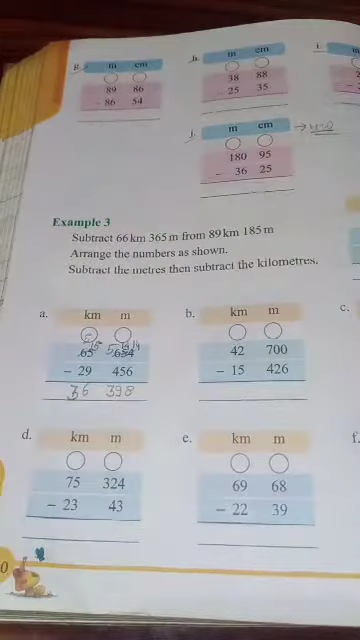 g. m cm
89 86
- 86 54
h. m cm
38 88
- 25 35
i. m
j. m cm
180 95
- 36 25
Example 3
Subtract 66 km 365 m from 89 km 185 m
Arrange the numbers as shown.
Subtract the metres then subtract the kilometres.
a. km m
65 654
- 29 456
36 398
b. km m
42 700
- 15 426
c.
d. km m
75 324
- 23 43
e. km m
69 68
- 22 39
f.
0